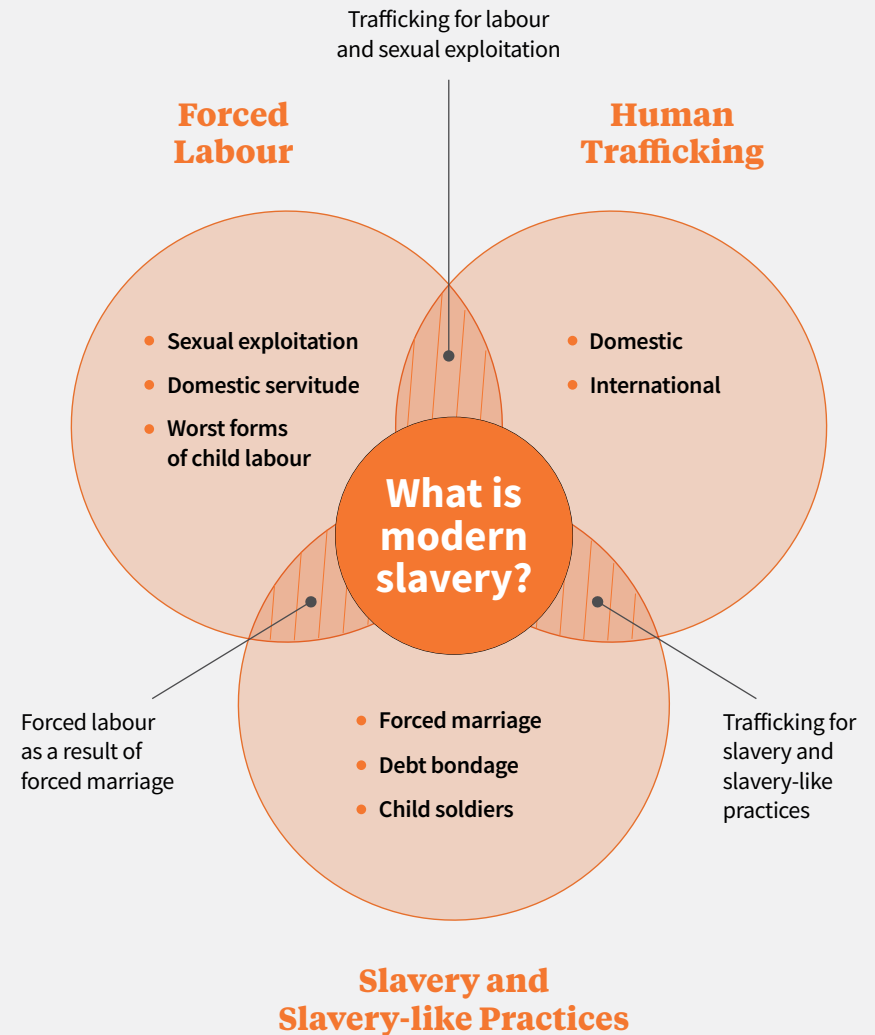 Trafficking for labour
and sexual exploitation
Forced
Labour
Human
Trafficking
Sexual exploitation
Domestic servitude
Worst forms
of child labour
Domestic
International
What is
modern
slavery?
Forced labour
as a result of
forced marriage
Forced marriage
Debt bondage
Child soldiers
Trafficking for
slavery and
slavery-like
practices
Slavery and
Slavery-like Practices